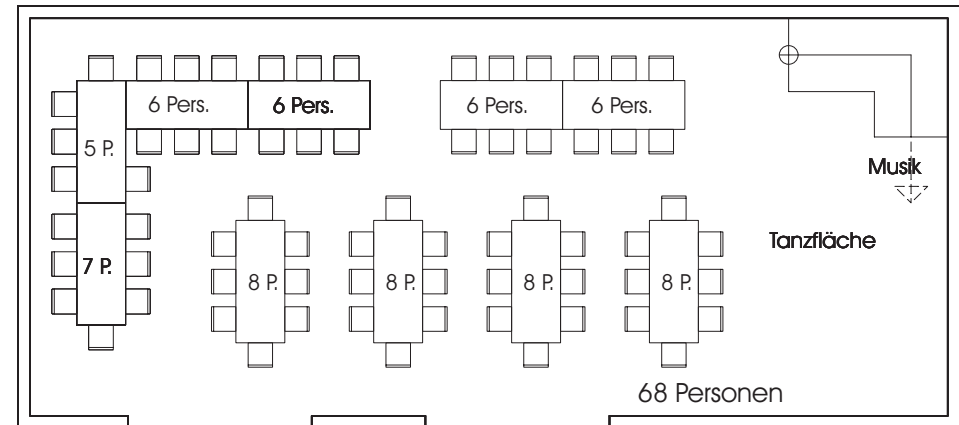 6 Pers.
6 Pers.
6 Pers.
6 Pers.
5 P.
Musik
Tanzfläche
7 P.
8 P.
8 P.
8 P.
8 P.
68 Personen